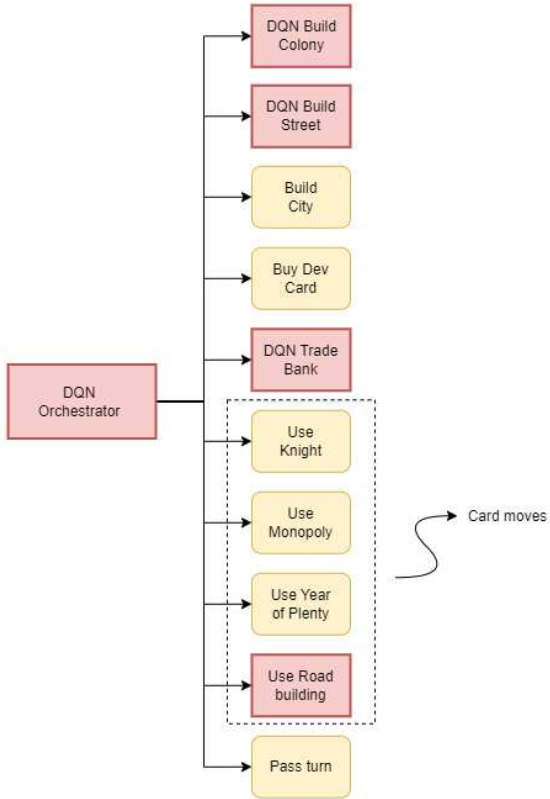 DQN Build
Colony
DQN Build
Street
Build
City
Buy Dev
Card
DQN Trade
Bank
DQN
Orchestrator
Use
Knight
Use
Monopoly
Card moves
Use Year
of Plenty
Use Road
building
Pass turn